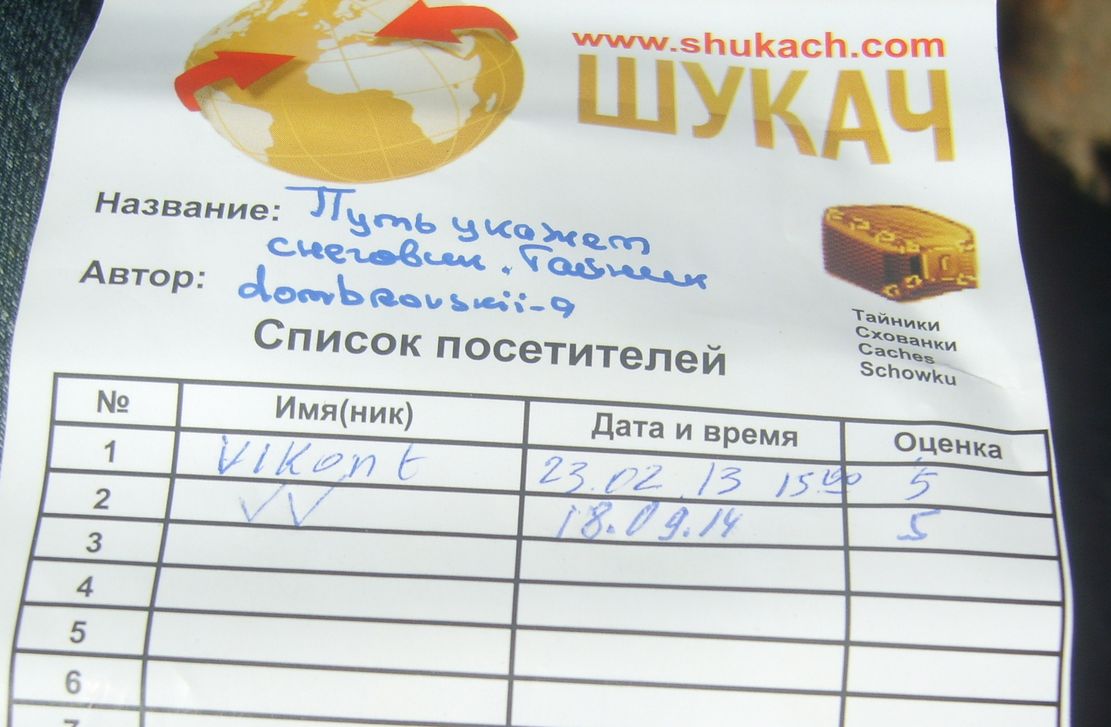 www.shukach.com
ШУКАЧ
Название: Путь укажет
снеговик. Тайник
Автор: dombrovskii-a
Тайники
Схованки
Caches
Schowku
Список посетителей
№ Имя(ник) Дата и время Оценка
1 VIKont 23.02.13 15:00 5
2 VV 18.09.14 5
3
4
5
6
7